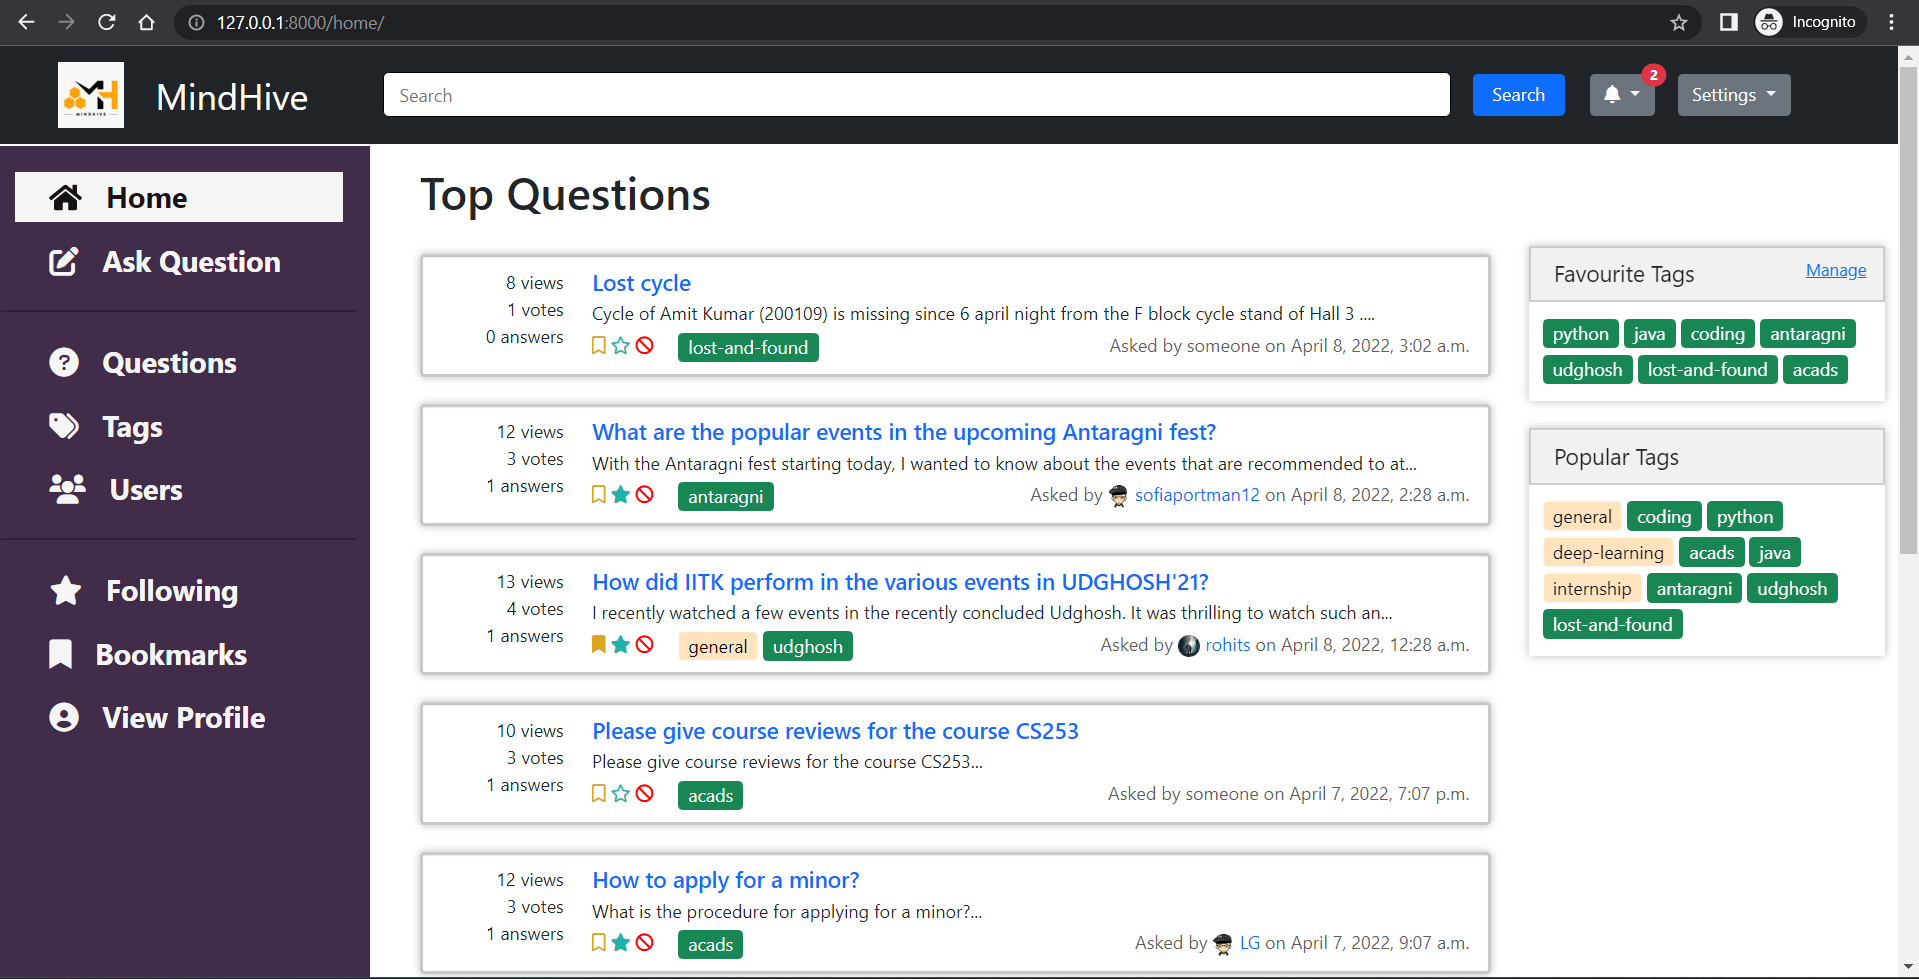 127.0.0.1:8000/home/
Incognito
MINDHIVE
MindHive
Search
Search
2
Settings
Home
Ask Question
Questions
Tags
Users
Following
Bookmarks
View Profile
Top Questions
8 views
1 votes
0 answers
Lost cycle
Cycle of Amit Kumar (200109) is missing since 6 april night from the F block cycle stand of Hall 3 ....
lost-and-found
Asked by someone on April 8, 2022, 3:02 a.m.
12 views
3 votes
1 answers
What are the popular events in the upcoming Antaragni fest?
With the Antaragni fest starting today, I wanted to know about the events that are recommended to at...
antaragni
Asked by sofiaportman12 on April 8, 2022, 2:28 a.m.
13 views
4 votes
1 answers
How did IITK perform in the various events in UDGHOSH'21?
I recently watched a few events in the recently concluded Udghosh. It was thrilling to watch such an...
general udghosh
Asked by rohits on April 8, 2022, 12:28 a.m.
10 views
3 votes
1 answers
Please give course reviews for the course CS253
Please give course reviews for the course CS253...
acads
Asked by someone on April 7, 2022, 7:07 p.m.
12 views
3 votes
1 answers
How to apply for a minor?
What is the procedure for applying for a minor?...
acads
Asked by LG on April 7, 2022, 9:07 a.m.
Favourite Tags
Manage
python java coding antaragni
udghosh lost-and-found acads
Popular Tags
general coding python
deep-learning acads java
internship antaragni udghosh
lost-and-found